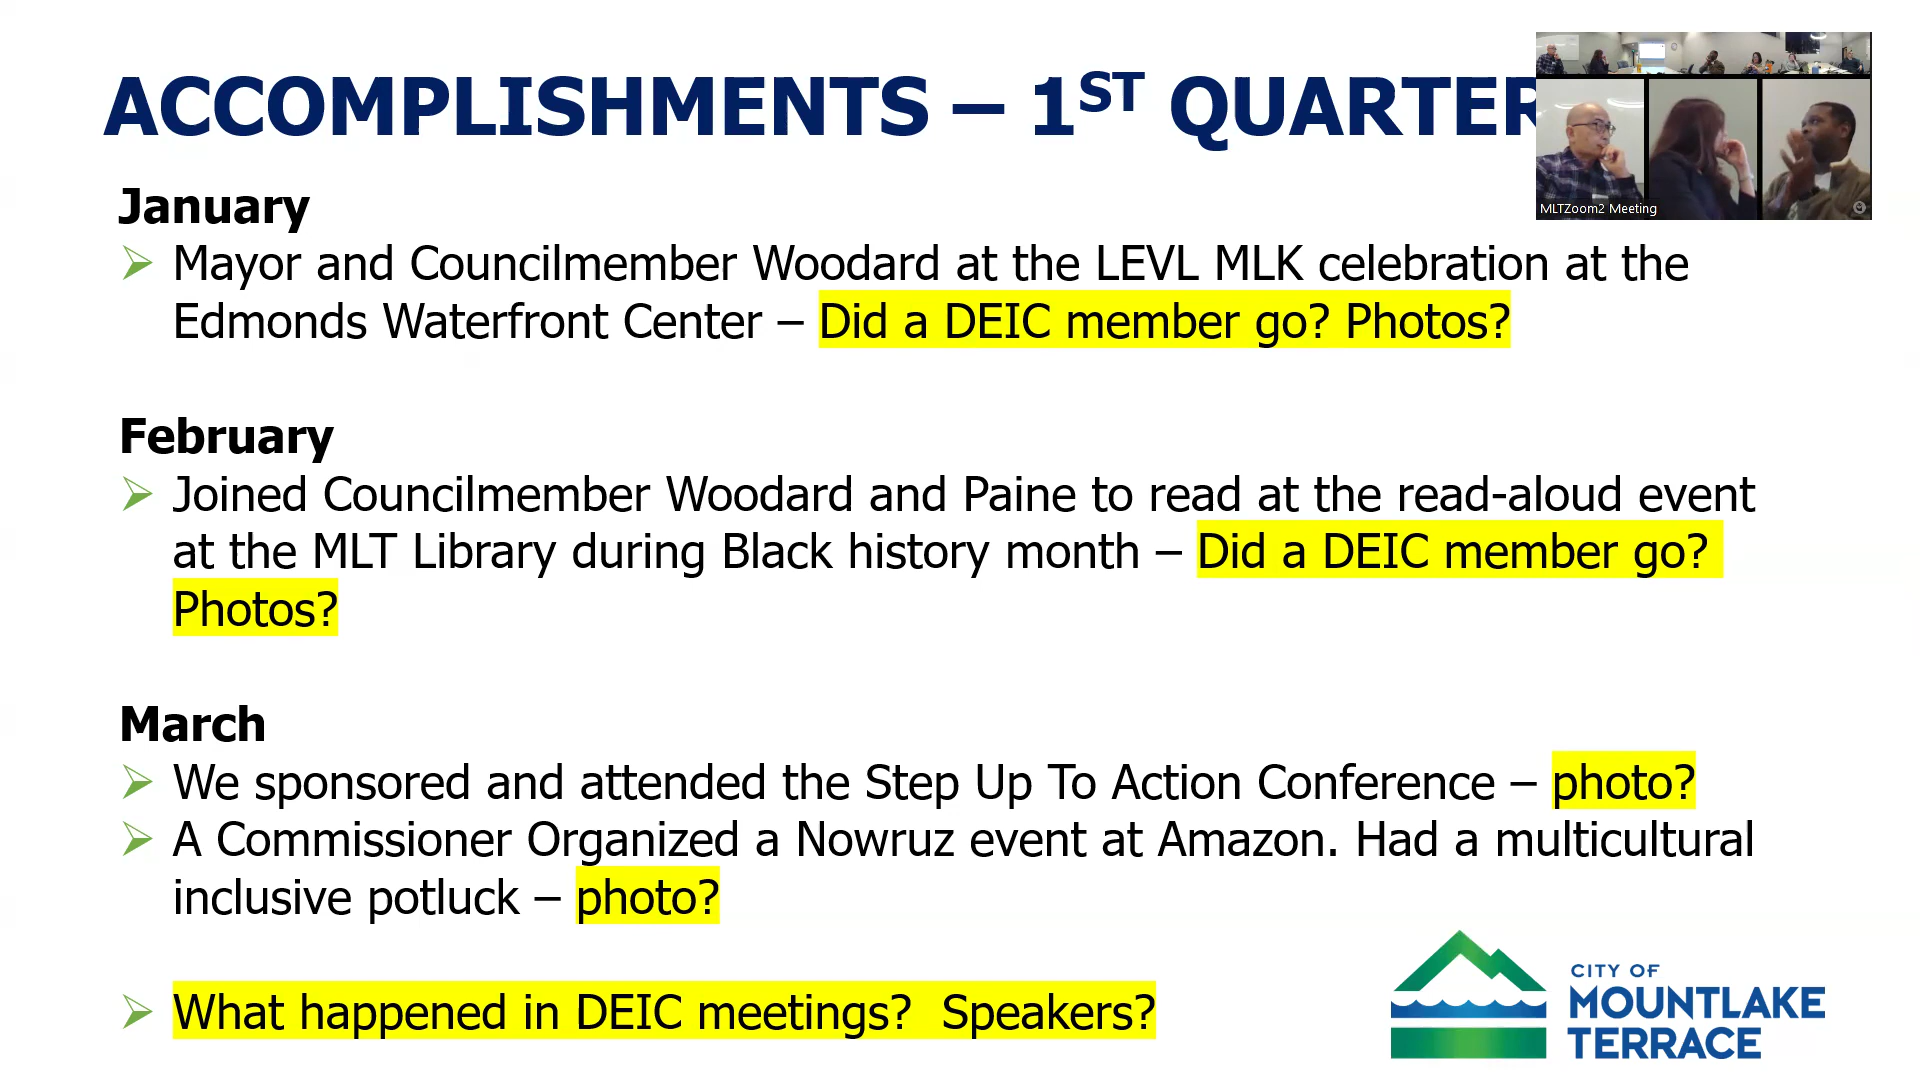 ACCOMPLISHMENTS – 1ST QUARTER
MLTZoom2 Meeting
January
Mayor and Councilmember Woodard at the LEVL MLK celebration at the
Edmonds Waterfront Center – Did a DEIC member go? Photos?
February
Joined Councilmember Woodard and Paine to read at the read-aloud event
at the MLT Library during Black history month – Did a DEIC member go?
Photos?
March
We sponsored and attended the Step Up To Action Conference – photo?
A Commissioner Organized a Nowruz event at Amazon. Had a multicultural
inclusive potluck – photo?
What happened in DEIC meetings?  Speakers?
CITY OF
MOUNTLAKE
TERRACE